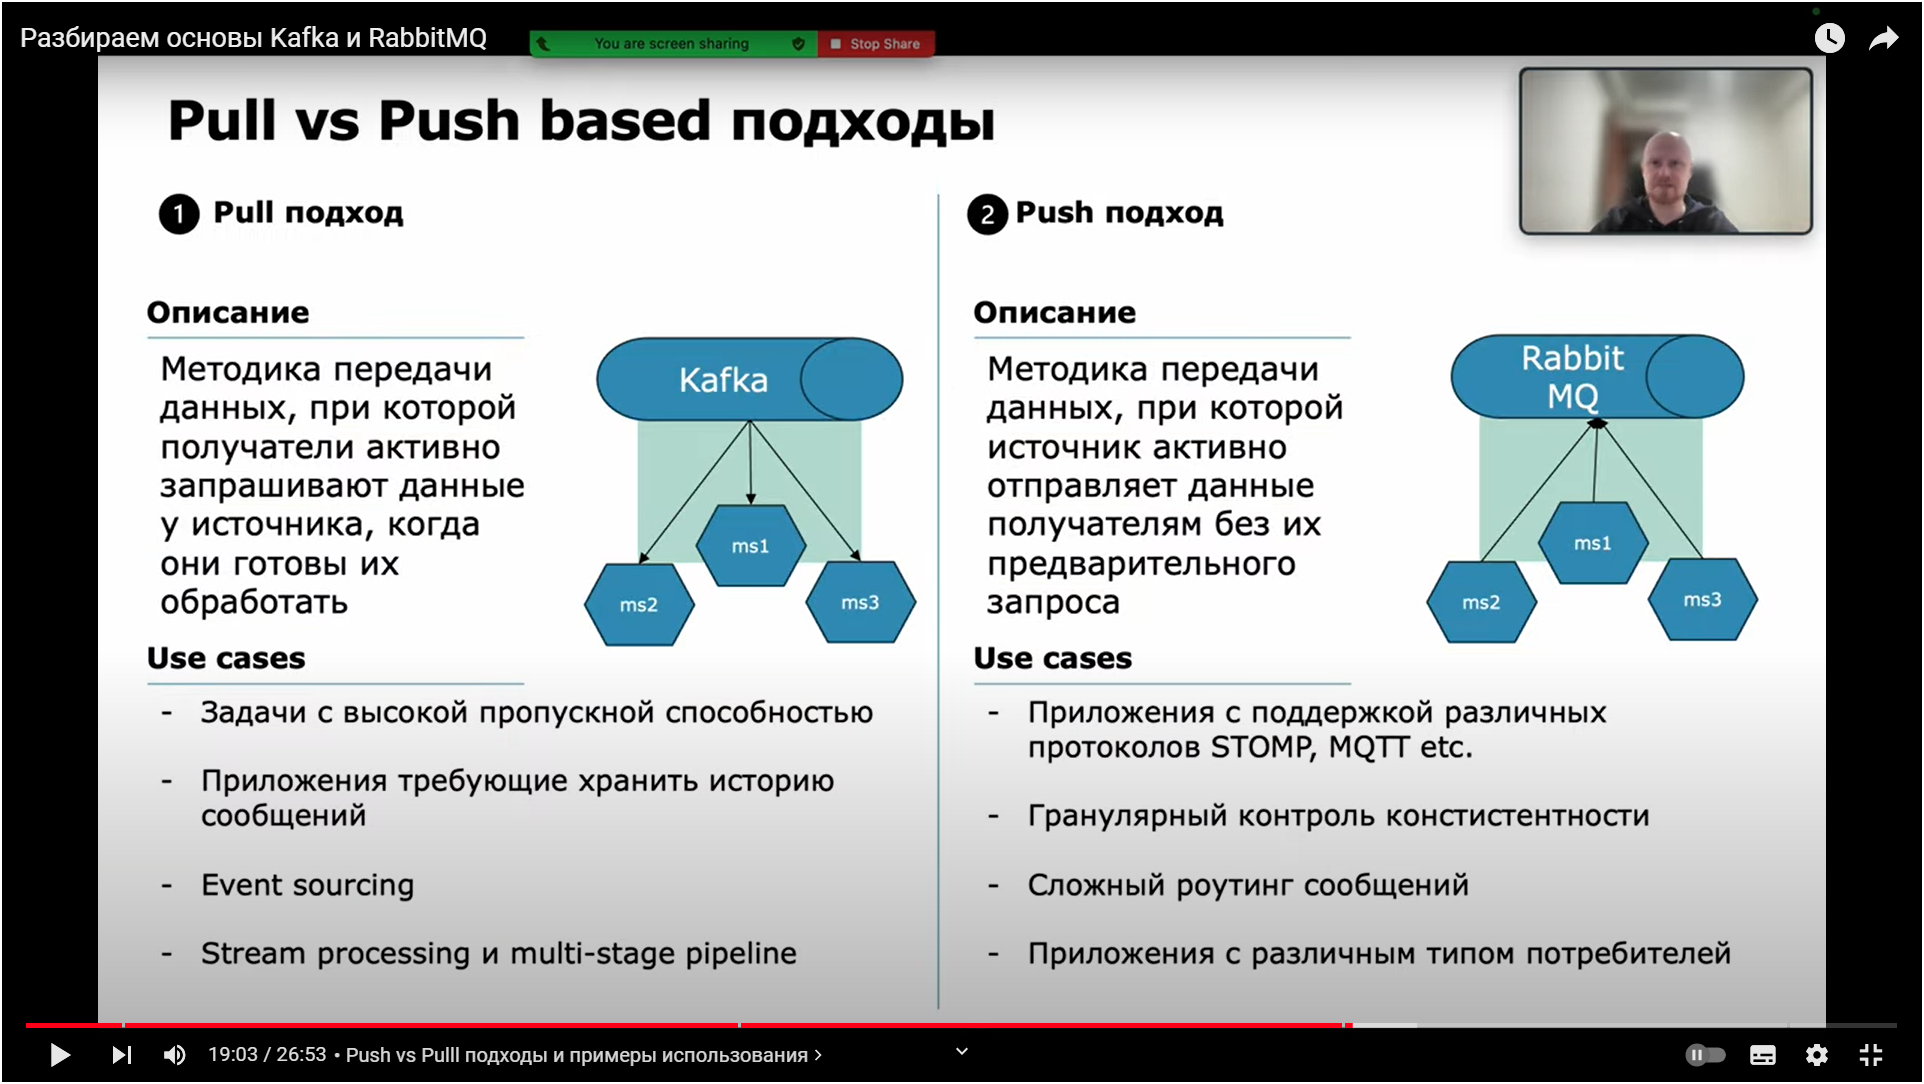 Разбираем основы Kafka и RabbitMQ
You are screen sharing
Stop Share
Pull vs Push based подходы
1 Pull подход
Описание
Методика передачи
данных, при которой
получатели активно
запрашивают данные
у источника, когда
они готовы их
обработать
Kafka
ms1
ms2
ms3
Use cases
- Задачи с высокой пропускной способностью
- Приложения требующие хранить историю
сообщений
- Event sourcing
- Stream processing и multi-stage pipeline
2 Push подход
Описание
Методика передачи
данных, при которой
источник активно
отправляет данные
получателям без их
предварительного
запроса
Rabbit
MQ
ms1
ms2
ms3
Use cases
- Приложения с поддержкой различных
протоколов STOMP, MQTT etc.
- Гранулярный контроль констистентности
- Сложный роутинг сообщений
- Приложения с различным типом потребителей
19:03 / 26:53 • Push vs Pulll подходы и примеры использования ›